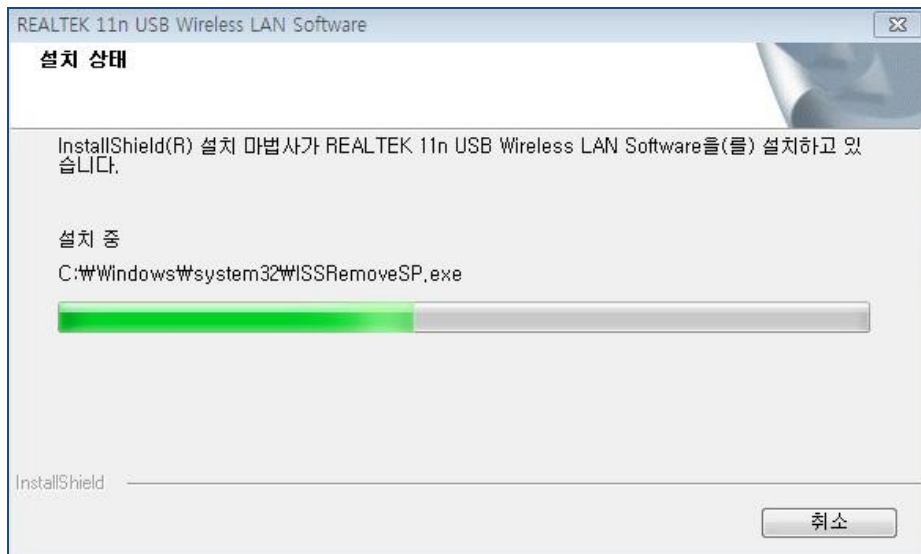 REALTEK 11n USB Wireless LAN Software
설치 상태
InstallShield(R) 설치 마법사가 REALTEK 11n USB Wireless LAN Software을(를) 설치하고 있
습니다.
설치 중
C:₩Windows₩system32₩ISSRemoveSP.exe
InstallShield
취소